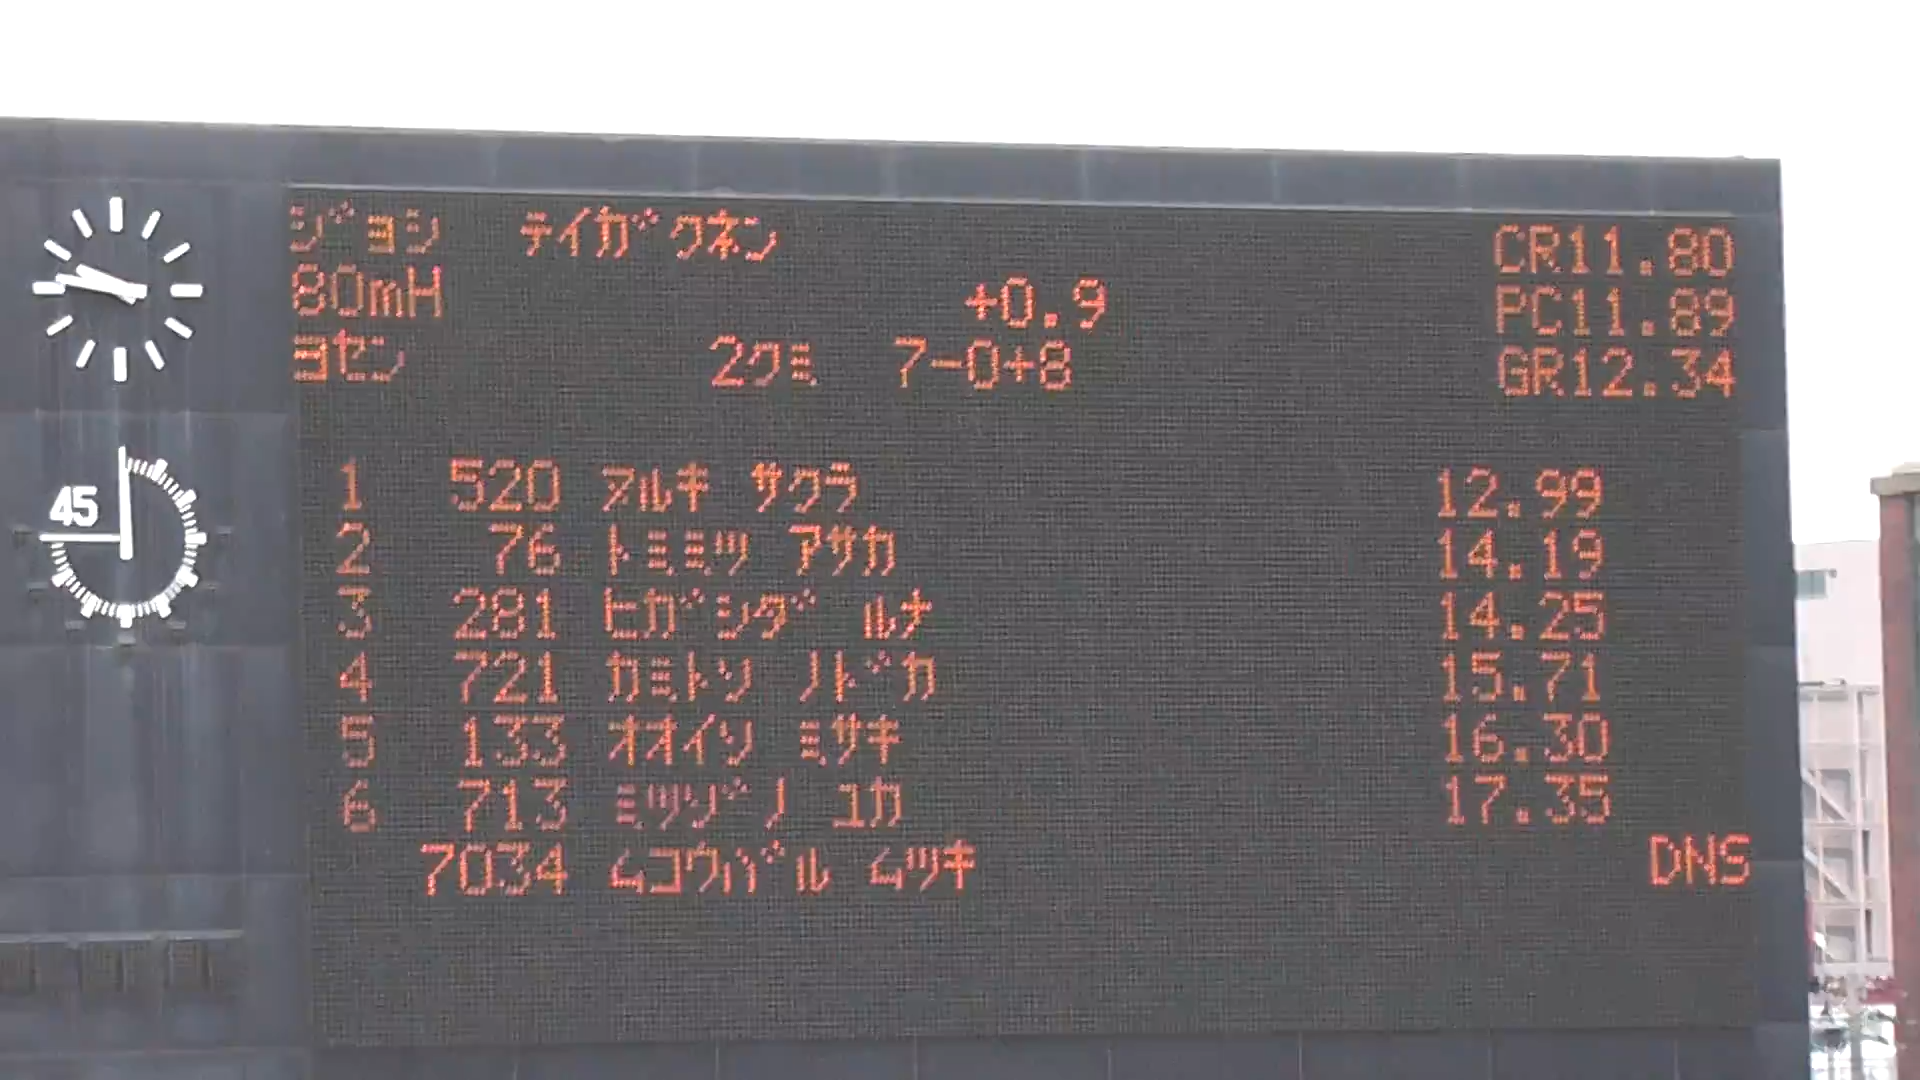 ジョシ テイガクネン CR11.80
80mH +0.9 PC11.89
ヨセン 2クミ 7-0+8 GR12.34
45
1 520 アルキ サクラ 12.99
2 76 トミミツ アサカ 14.19
3 281 ヒガシダ ルナ 14.25
4 721 カミトソ ノドカ 15.71
5 133 オオイソ ミサキ 16.30
6 713 ミツゾノ ユカ 17.35
7034 ムコウバル ムツキ DNS